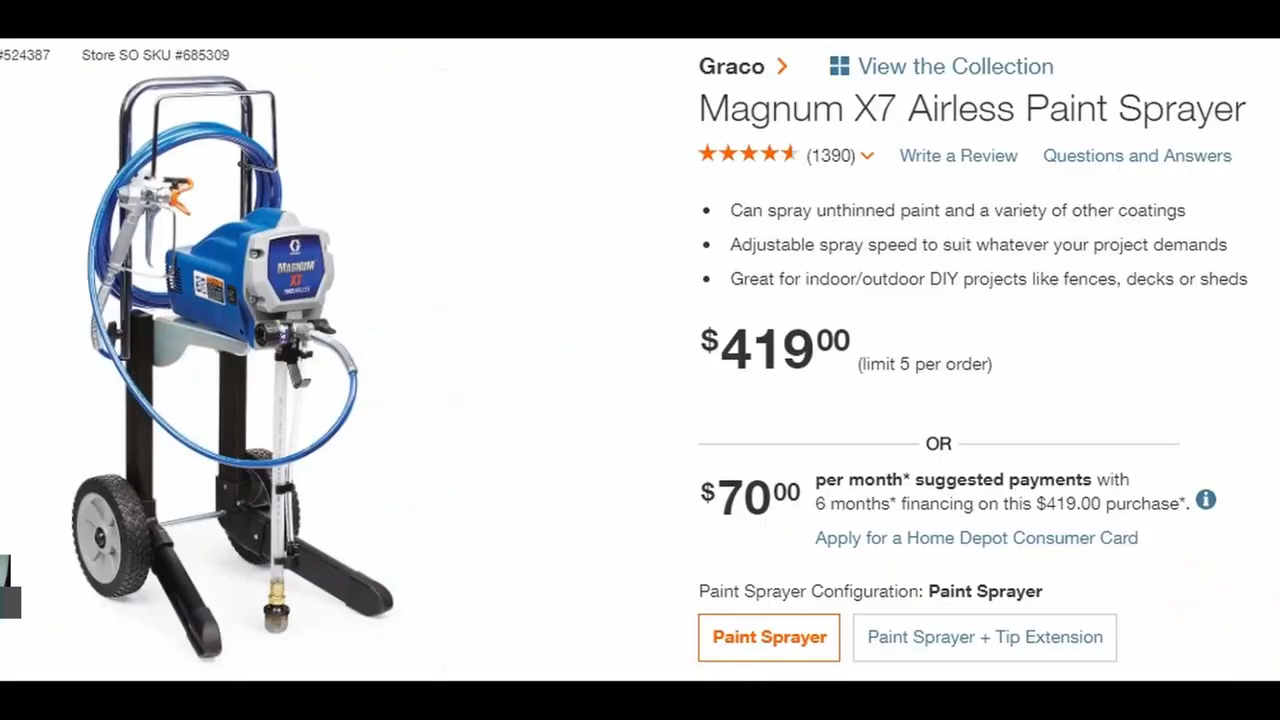 #524387 Store SO SKU #685309
Graco
View the Collection
Magnum X7 Airless Paint Sprayer
(1390) Write a Review Questions and Answers
• Can spray unthinned paint and a variety of other coatings
• Adjustable spray speed to suit whatever your project demands
• Great for indoor/outdoor DIY projects like fences, decks or sheds
$419.00 (limit 5 per order)
OR
$70.00 per month* suggested payments with
6 months* financing on this $419.00 purchase*.
Apply for a Home Depot Consumer Card
Paint Sprayer Configuration: Paint Sprayer
Paint Sprayer
Paint Sprayer + Tip Extension
MAGNUM
X7